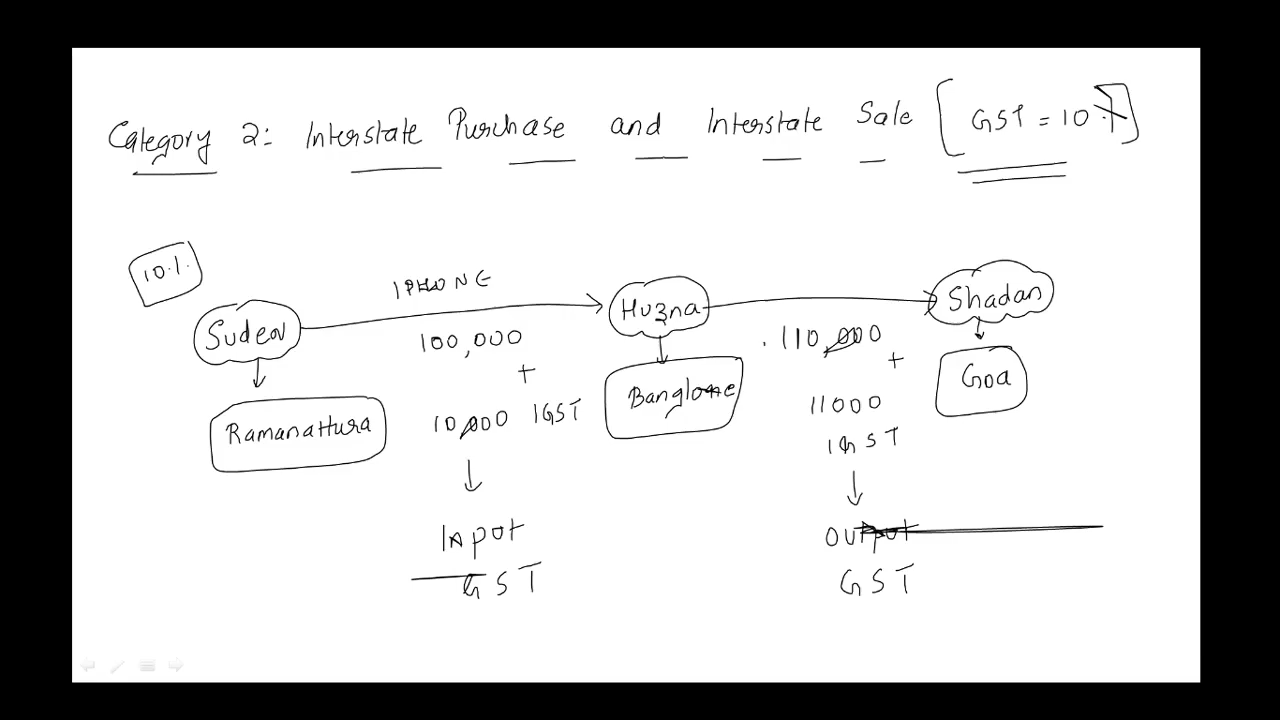 Category 2: Interstate Purchase and Interstate Sale [GST = 10%]
10%
IPHONE
Sudev
Huzna
Shadan
100,000
+
10,000 IGST
110,000
+
11000
IGST
Ramanattura
Banglore
Goa
Input
GST
Output
GST